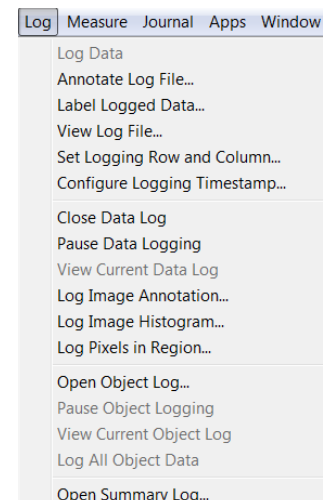 Log Measure Journal Apps Window
Log Data
Annotate Log File...
Label Logged Data...
View Log File...
Set Logging Row and Column...
Configure Logging Timestamp...
Close Data Log
Pause Data Logging
View Current Data Log
Log Image Annotation...
Log Image Histogram...
Log Pixels in Region...
Open Object Log...
Pause Object Logging
View Current Object Log
Log All Object Data
Open Summary Log...